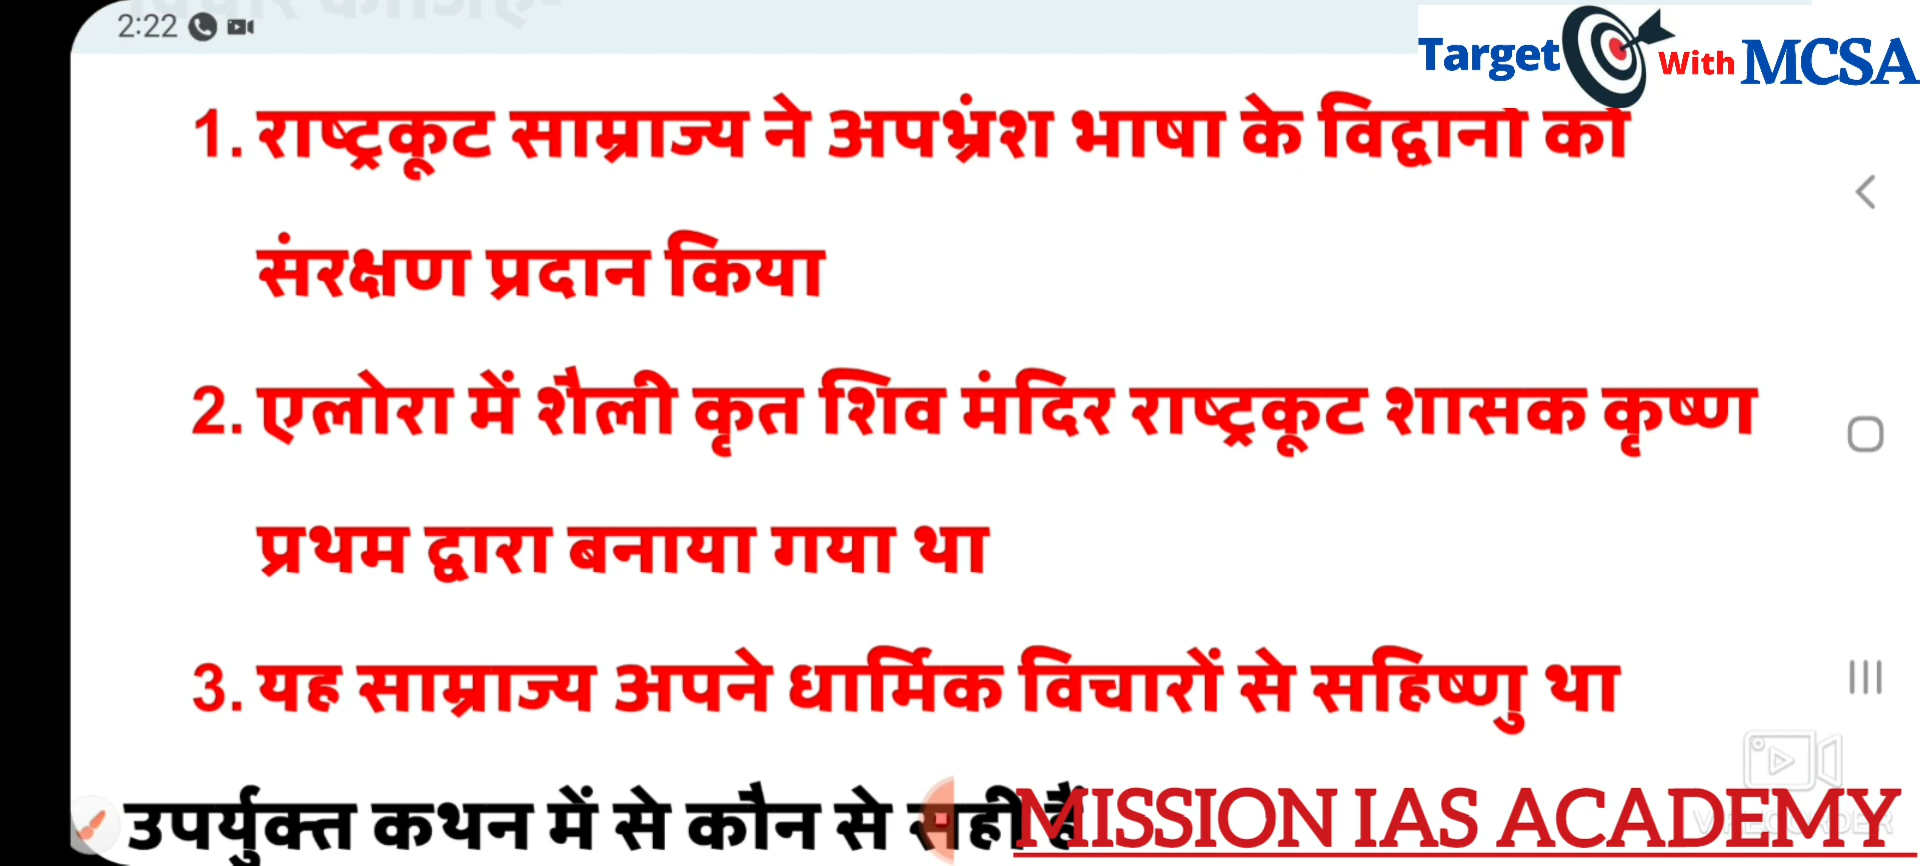 2:22
Target With MCSA
1. राष्ट्रकूट साम्राज्य ने अपभ्रंश भाषा के विद्वानों को
संरक्षण प्रदान किया
2. एलोरा में शैली कृत शिव मंदिर राष्ट्रकूट शासक कृष्ण
प्रथम द्वारा बनाया गया था
3. यह साम्राज्य अपने धार्मिक विचारों से सहिष्णु था
उपर्युक्त कथन में से कौन से सही है
MISSION IAS ACADEMY